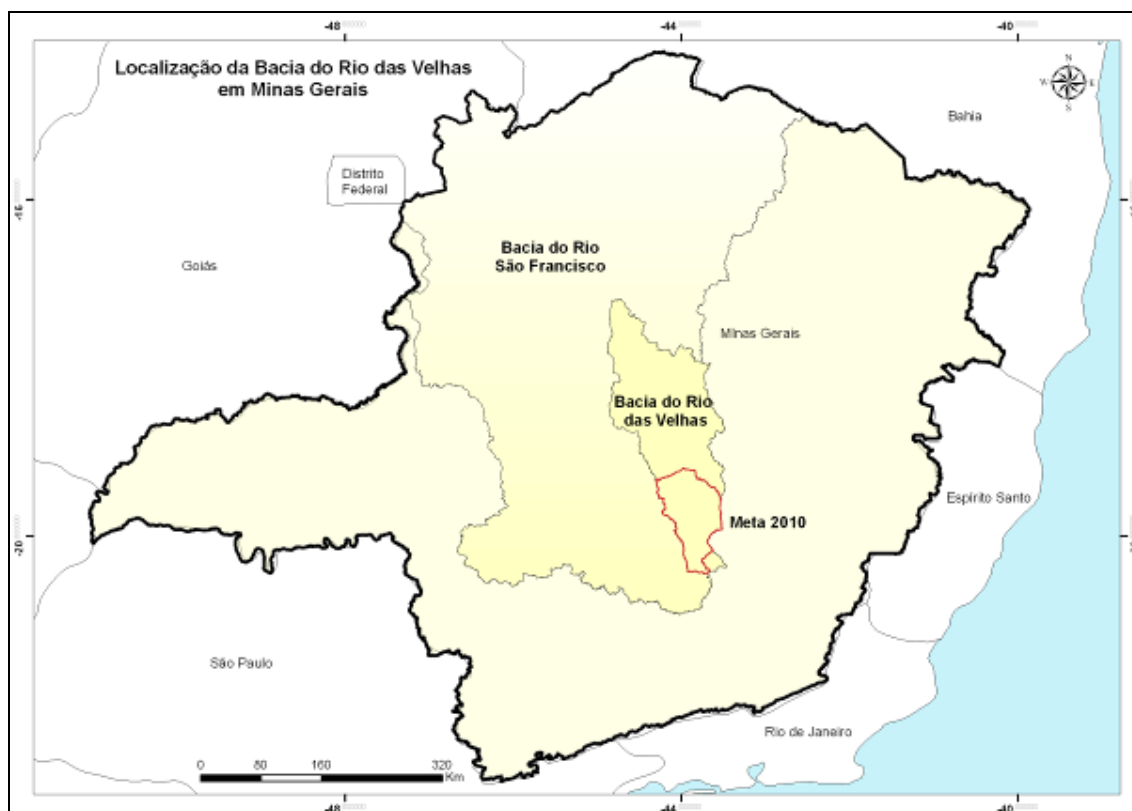 -48
-44
-40
Localização da Bacia do Rio das Velhas
em Minas Gerais
N
W
E
S
Bahia
Distrito
Federal
Goiás
Bacia do Rio
São Francisco
Minas Gerais
Bacia do Rio
das Velhas
Espírito Santo
Meta 2010
São Paulo
Rio de Janeiro
0 80 160 320
Km
-48
-44
-40